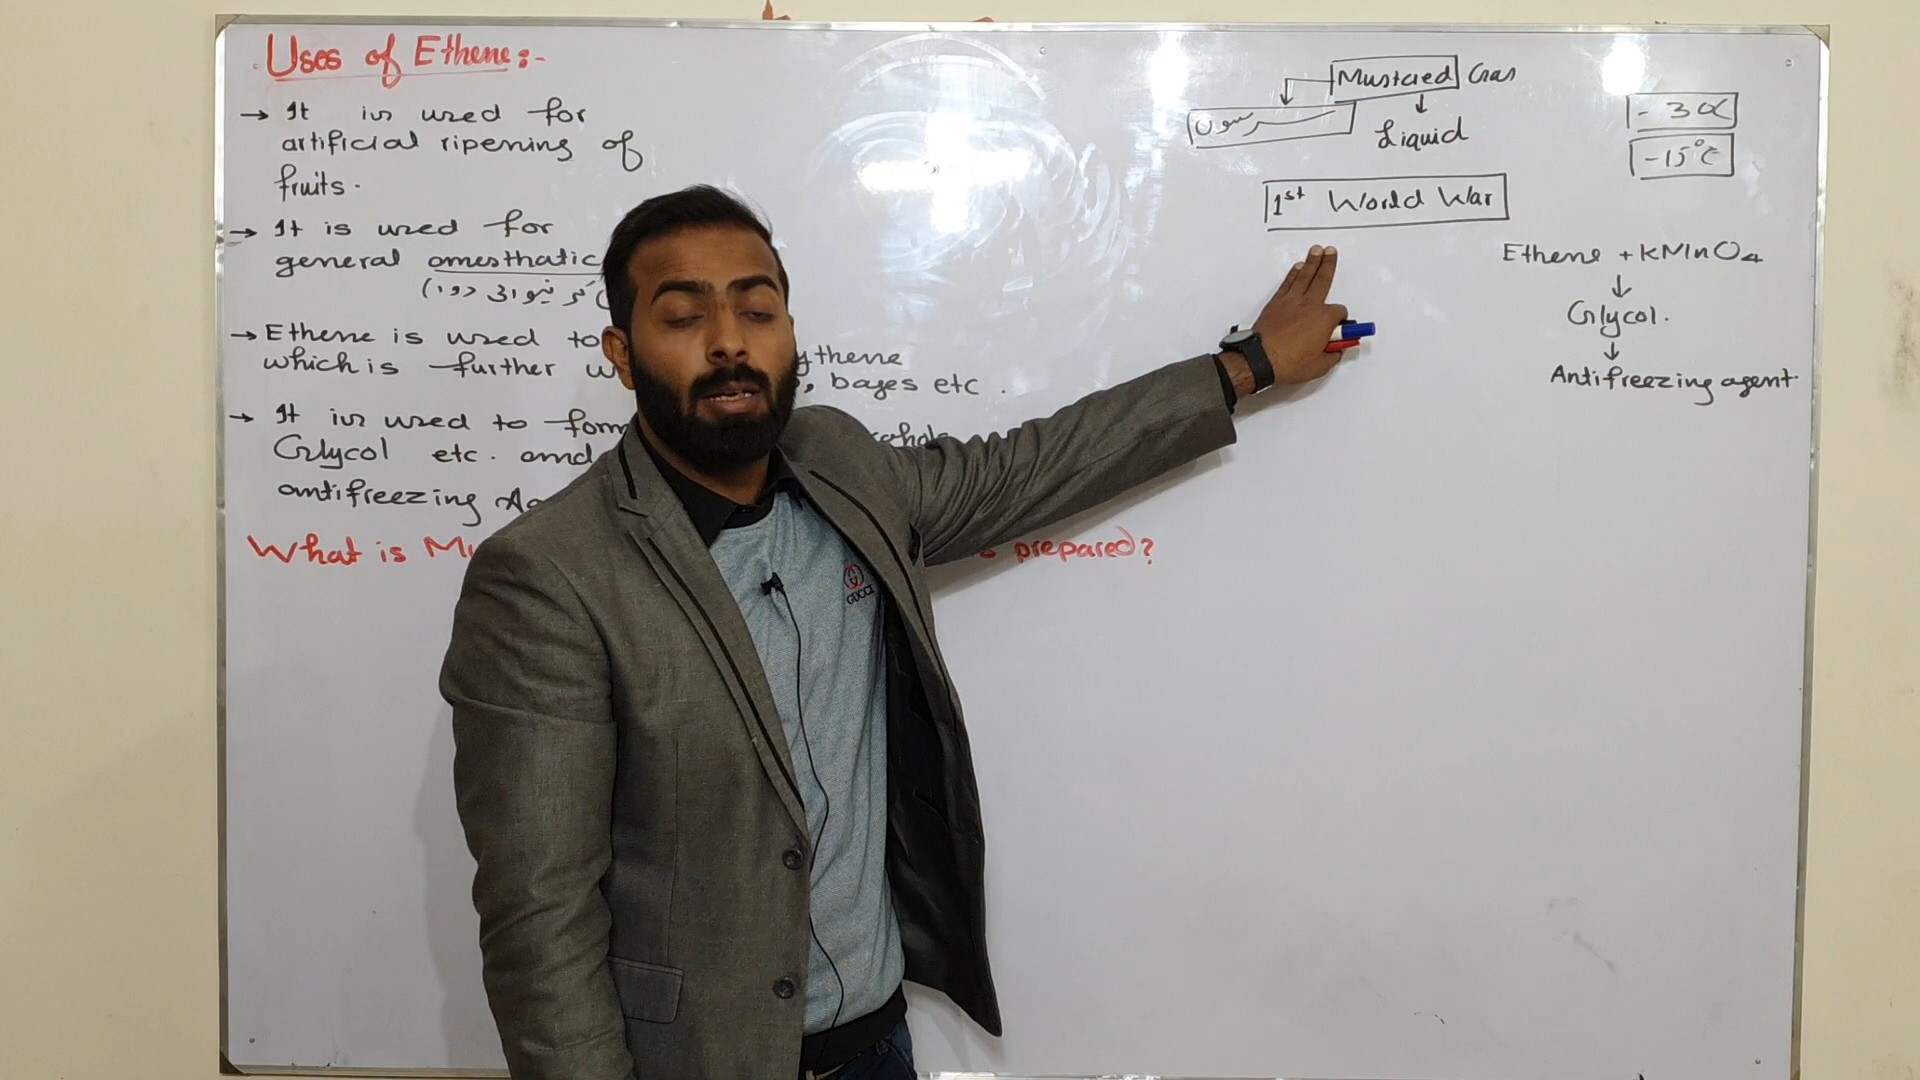 Uses of Ethene:-
→ It is used for
artificial ripening of
fruits.
→ It is used for
general anesthatic
→ Ethene is used to
which is further
ythene
, bages etc.
→ It is used to form
Glycol etc. and
antifreezing
What is
prepared?
Mustard Gas
سرسوں
Liquid
1st World War
-15°C
Ethene + KMnO4
↓
Glycol.
↓
Antifreezing agent.
GUCCI